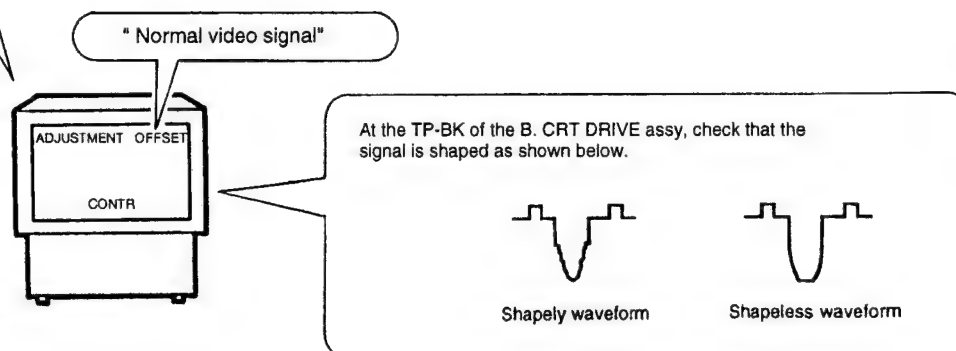 " Normal video signal"
ADJUSTMENT OFFSET
CONTR
At the TP-BK of the B. CRT DRIVE assy, check that the
signal is shaped as shown below.
Shapely waveform
Shapeless waveform